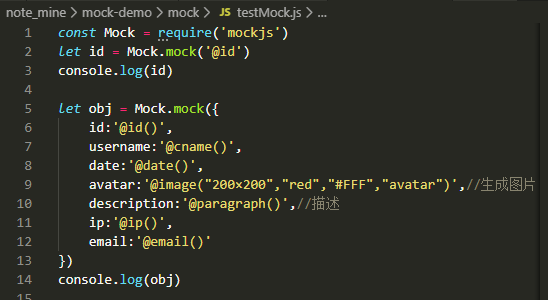 note_mine > mock-demo > mock > JS testMock.js > ...
1 const Mock = require('mockjs')
2 let id = Mock.mock('@id')
3 console.log(id)
4
5 let obj = Mock.mock({
6 id:'@id()',
7 username:'@cname()',
8 date:'@date()',
9 avatar:'@image("200×200","red","#FFF","avatar")',//生成图片
10 description:'@paragraph()',//描述
11 ip:'@ip()',
12 email:'@email()'
13 })
14 console.log(obj)
15